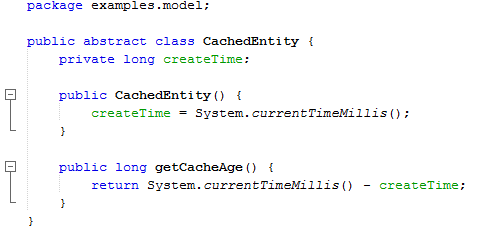 package examples.model;
public abstract class CachedEntity {
private long createTime;
public CachedEntity() {
createTime = System.currentTimeMillis();
}
public long getCacheAge() {
return System.currentTimeMillis() - createTime;
}
}